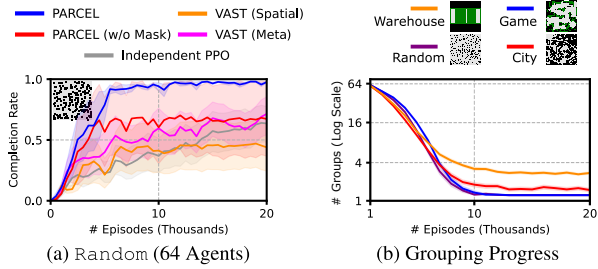 PARCEL
VAST (Spatial)
PARCEL (w/o Mask)
VAST (Meta)
Independent PPO
Completion Rate
1.0
0.5
0.0
0
10
20
# Episodes (Thousands)
(a) Random (64 Agents)
Warehouse
Game
Random
City
# Groups (Log Scale)
64
16
4
1
1
10
20
# Episodes (Thousands)
(b) Grouping Progress